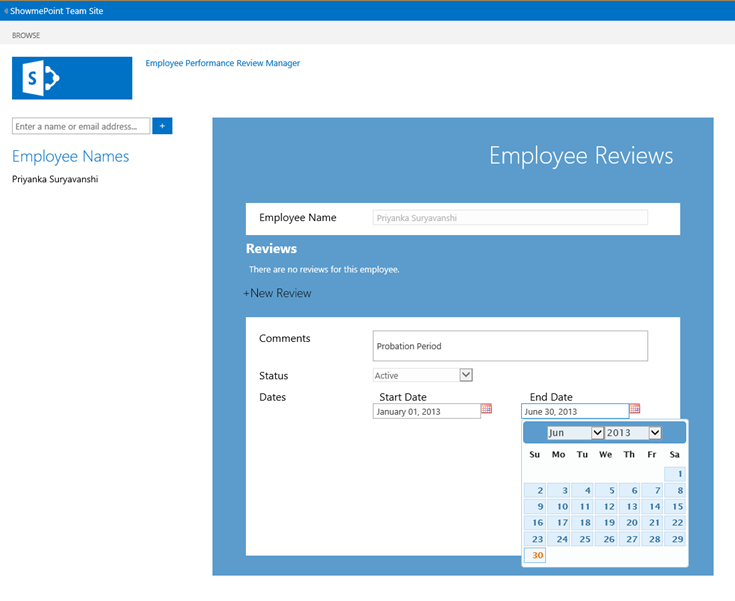 ShowmePoint Team Site
BROWSE
S
Employee Performance Review Manager
Enter a name or email address... +
Employee Names
Priyanka Suryavanshi
Employee Reviews
Employee Name Priyanka Suryavanshi
Reviews
There are no reviews for this employee.
+New Review
Comments Probation Period
Status Active
Dates Start Date End Date
January 01, 2013 June 30, 2013
Jun 2013
Su Mo Tu We Th Fr Sa
1
2 3 4 5 6 7 8
9 10 11 12 13 14 15
16 17 18 19 20 21 22
23 24 25 26 27 28 29
30